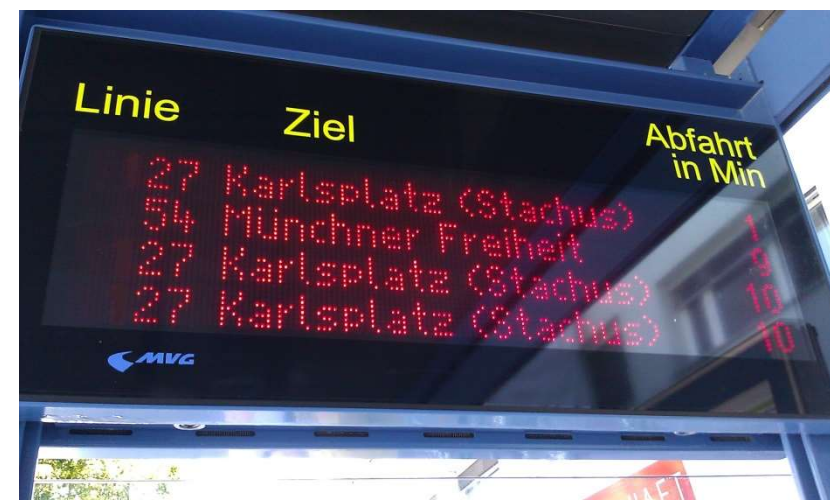 Linie Ziel Abfahrt in Min
27 Karlsplatz (Stachus) 1
54 Münchner Freiheit 9
27 Karlsplatz (Stachus) 10
27 Karlsplatz (Stachus) 10
MVG